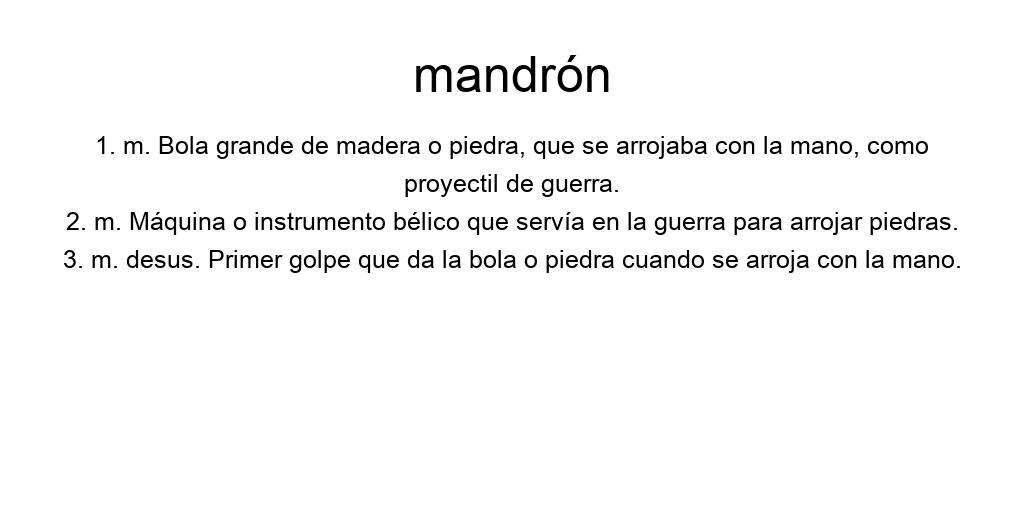 mandrón
1. m. Bola grande de madera o piedra, que se arrojaba con la mano, como
proyectil de guerra.
2. m. Máquina o instrumento bélico que servía en la guerra para arrojar piedras.
3. m. desus. Primer golpe que da la bola o piedra cuando se arroja con la mano.